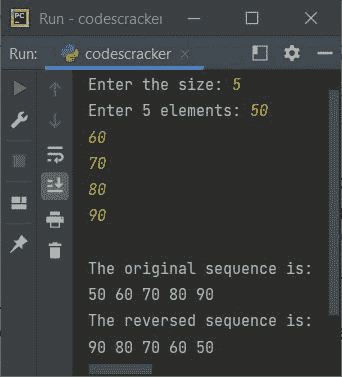 PC
Run - codescracker
Run:
codescracker
Enter the size: 5
Enter 5 elements: 50
60
70
80
90
The original sequence is:
50 60 70 80 90
The reversed sequence is:
90 80 70 60 50